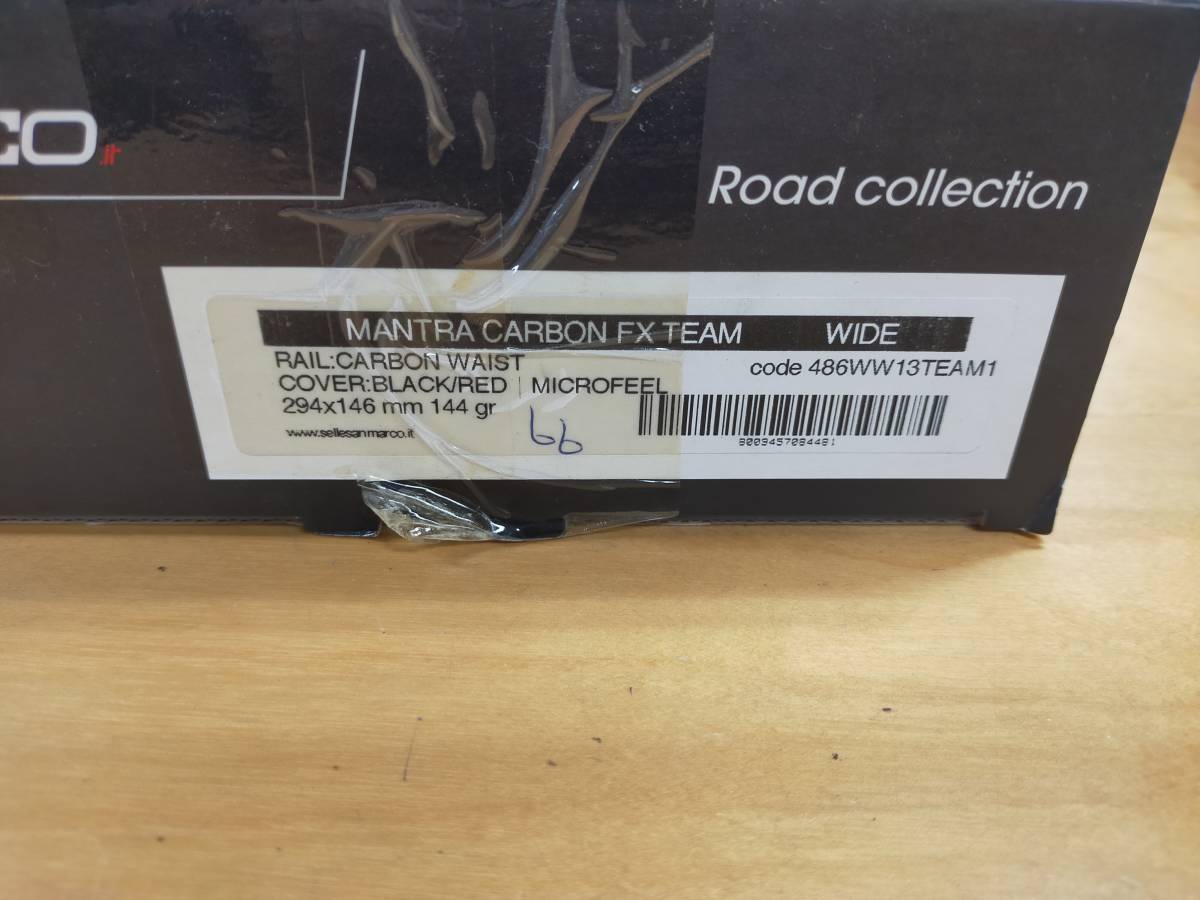 CO.it
Road collection
MANTRA CARBON FX TEAM WIDE
RAIL:CARBON WAIST code 486WW13TEAM1
COVER:BLACK/RED | MICROFEEL
294x146 mm 144 gr
www.sellesanmarco.it
8009457084481